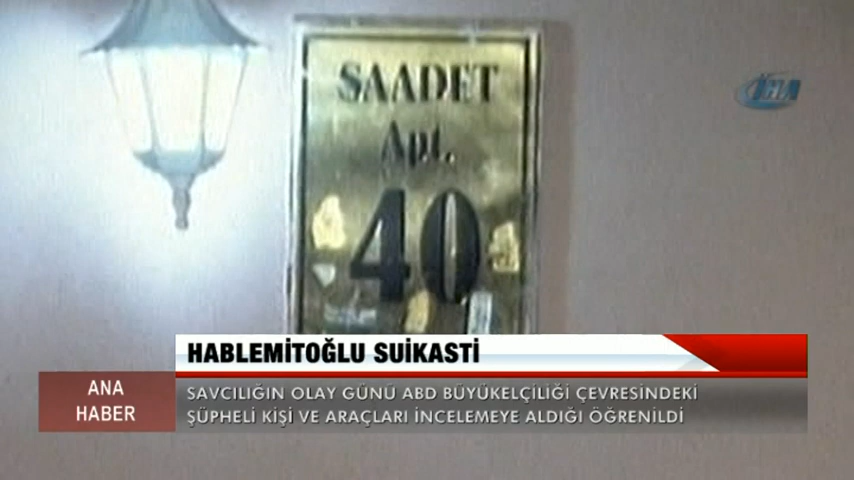 SAADET
Apt.
40
İHA
HABLEMİTOĞLU SUİKASTİ
ANA
HABER
SAVCILIĞIN OLAY GÜNÜ ABD BÜYÜKELÇİLİĞİ ÇEVRESİNDEKİ
ŞÜPHELİ KİŞİ VE ARAÇLARI İNCELEMEYE ALDIĞI ÖĞRENİLDİ